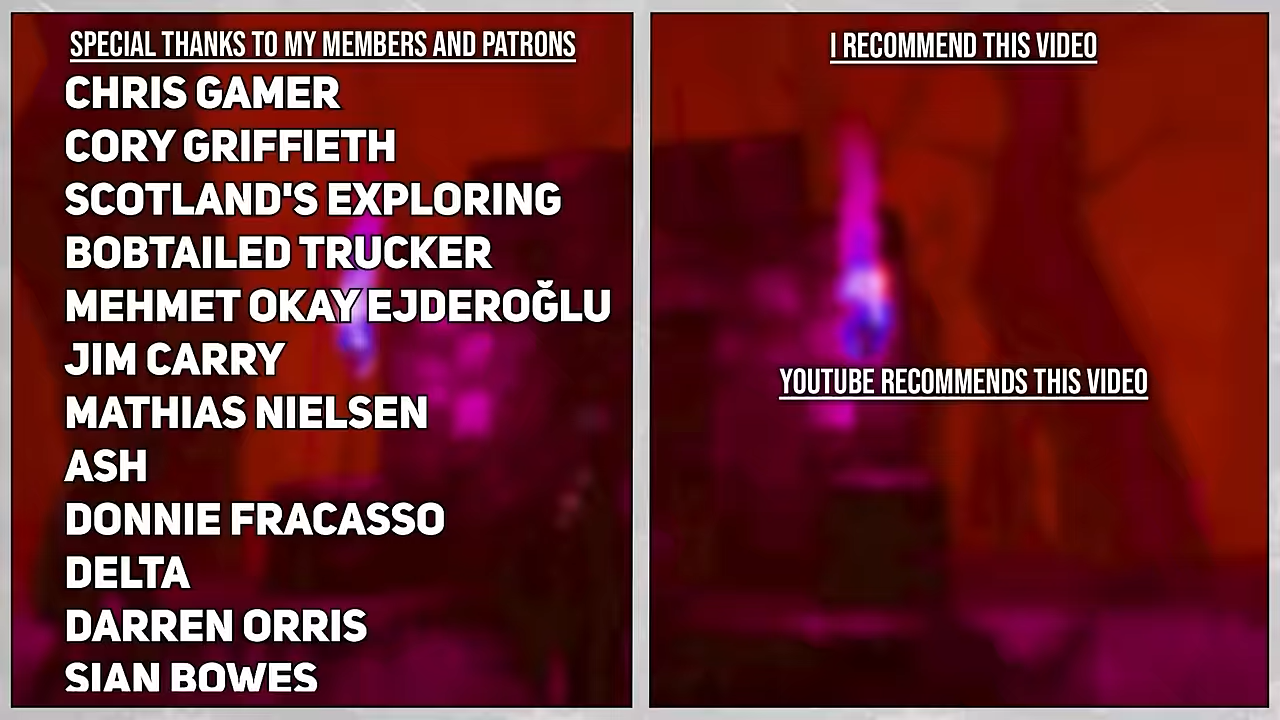 SPECIAL THANKS TO MY MEMBERS AND PATRONS
CHRIS GAMER
CORY GRIFFIETH
SCOTLAND'S EXPLORING
BOBTAILED TRUCKER
MEHMET OKAY EJDEROĞLU
JIM CARRY
MATHIAS NIELSEN
ASH
DONNIE FRACASSO
DELTA
DARREN ORRIS
SIAN BOWES
I RECOMMEND THIS VIDEO
YOUTUBE RECOMMENDS THIS VIDEO